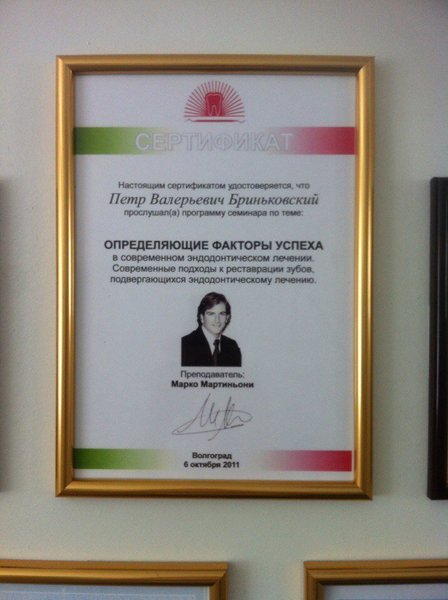 СЕРТИФИКАТ
Настоящим сертификатом удостоверяется, что
Петр Валерьевич Бриньковский
прослушал(а) программу семинара по теме:
ОПРЕДЕЛЯЮЩИЕ ФАКТОРЫ УСПЕХА
в современном эндодонтическом лечении.
Современные подходы к реставрации зубов,
подвергающихся эндодонтическому лечению.
Преподаватель:
Марко Мартиньони
Волгоград
6 октября 2011